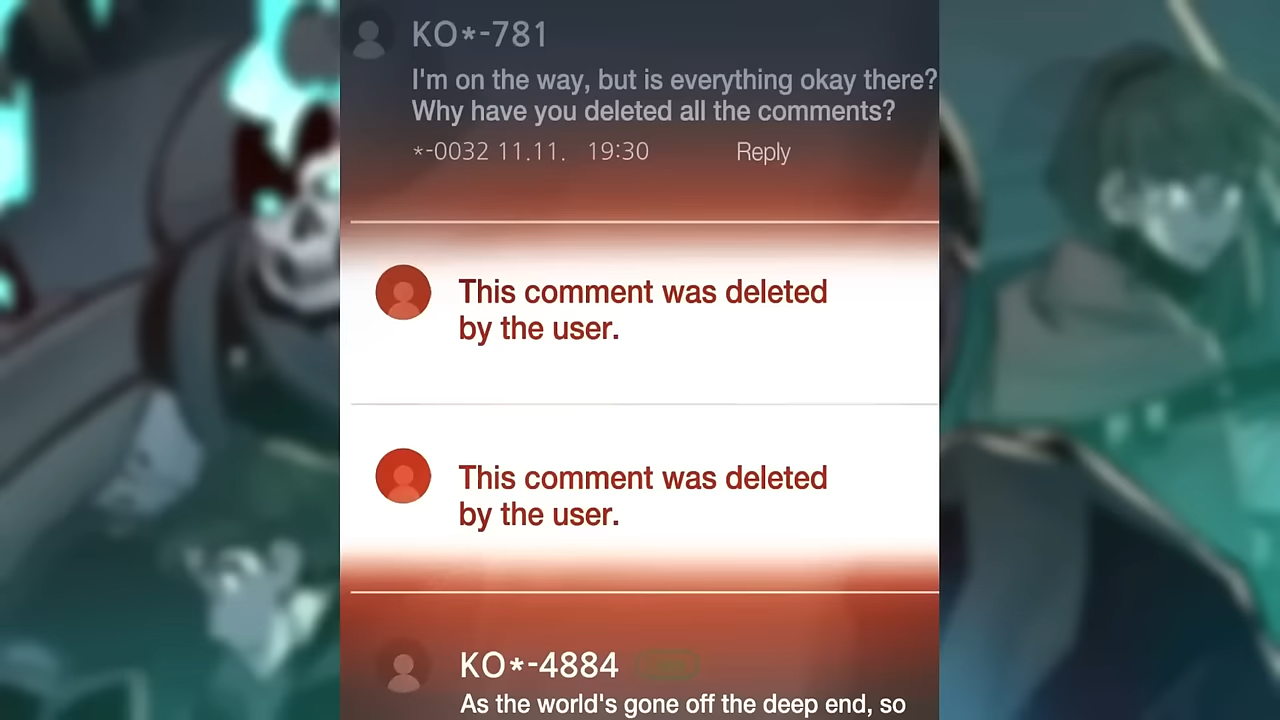 KO*-781
I'm on the way, but is everything okay there?
Why have you deleted all the comments?
*-0032 11.11. 19:30 Reply
This comment was deleted
by the user.
This comment was deleted
by the user.
KO*-4884
As the world's gone off the deep end, so